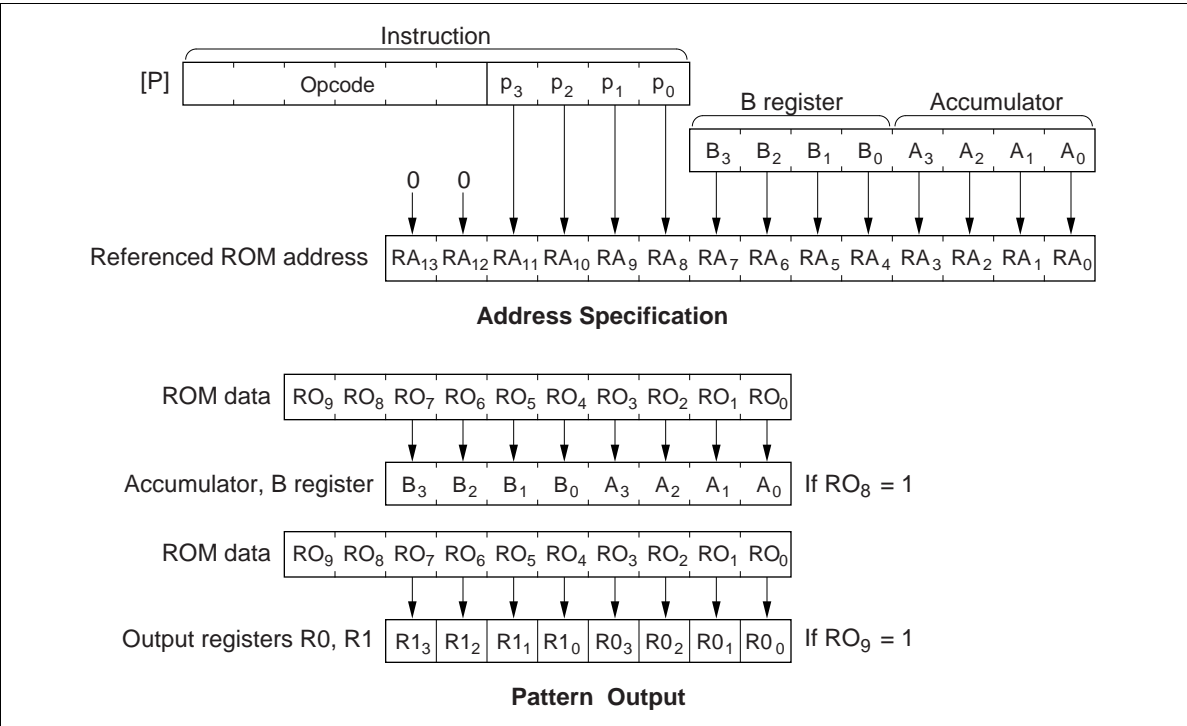 Instruction
[P] Opcode p3 p2 p1 p0
B register Accumulator
B3 B2 B1 B0 A3 A2 A1 A0
0 0
Referenced ROM address RA13 RA12 RA11 RA10 RA9 RA8 RA7 RA6 RA5 RA4 RA3 RA2 RA1 RA0
Address Specification
ROM data RO9 RO8 RO7 RO6 RO5 RO4 RO3 RO2 RO1 RO0
Accumulator, B register B3 B2 B1 B0 A3 A2 A1 A0 If RO8 = 1
ROM data RO9 RO8 RO7 RO6 RO5 RO4 RO3 RO2 RO1 RO0
Output registers R0, R1 R13 R12 R11 R10 R03 R02 R01 R00 If RO9 = 1
Pattern Output